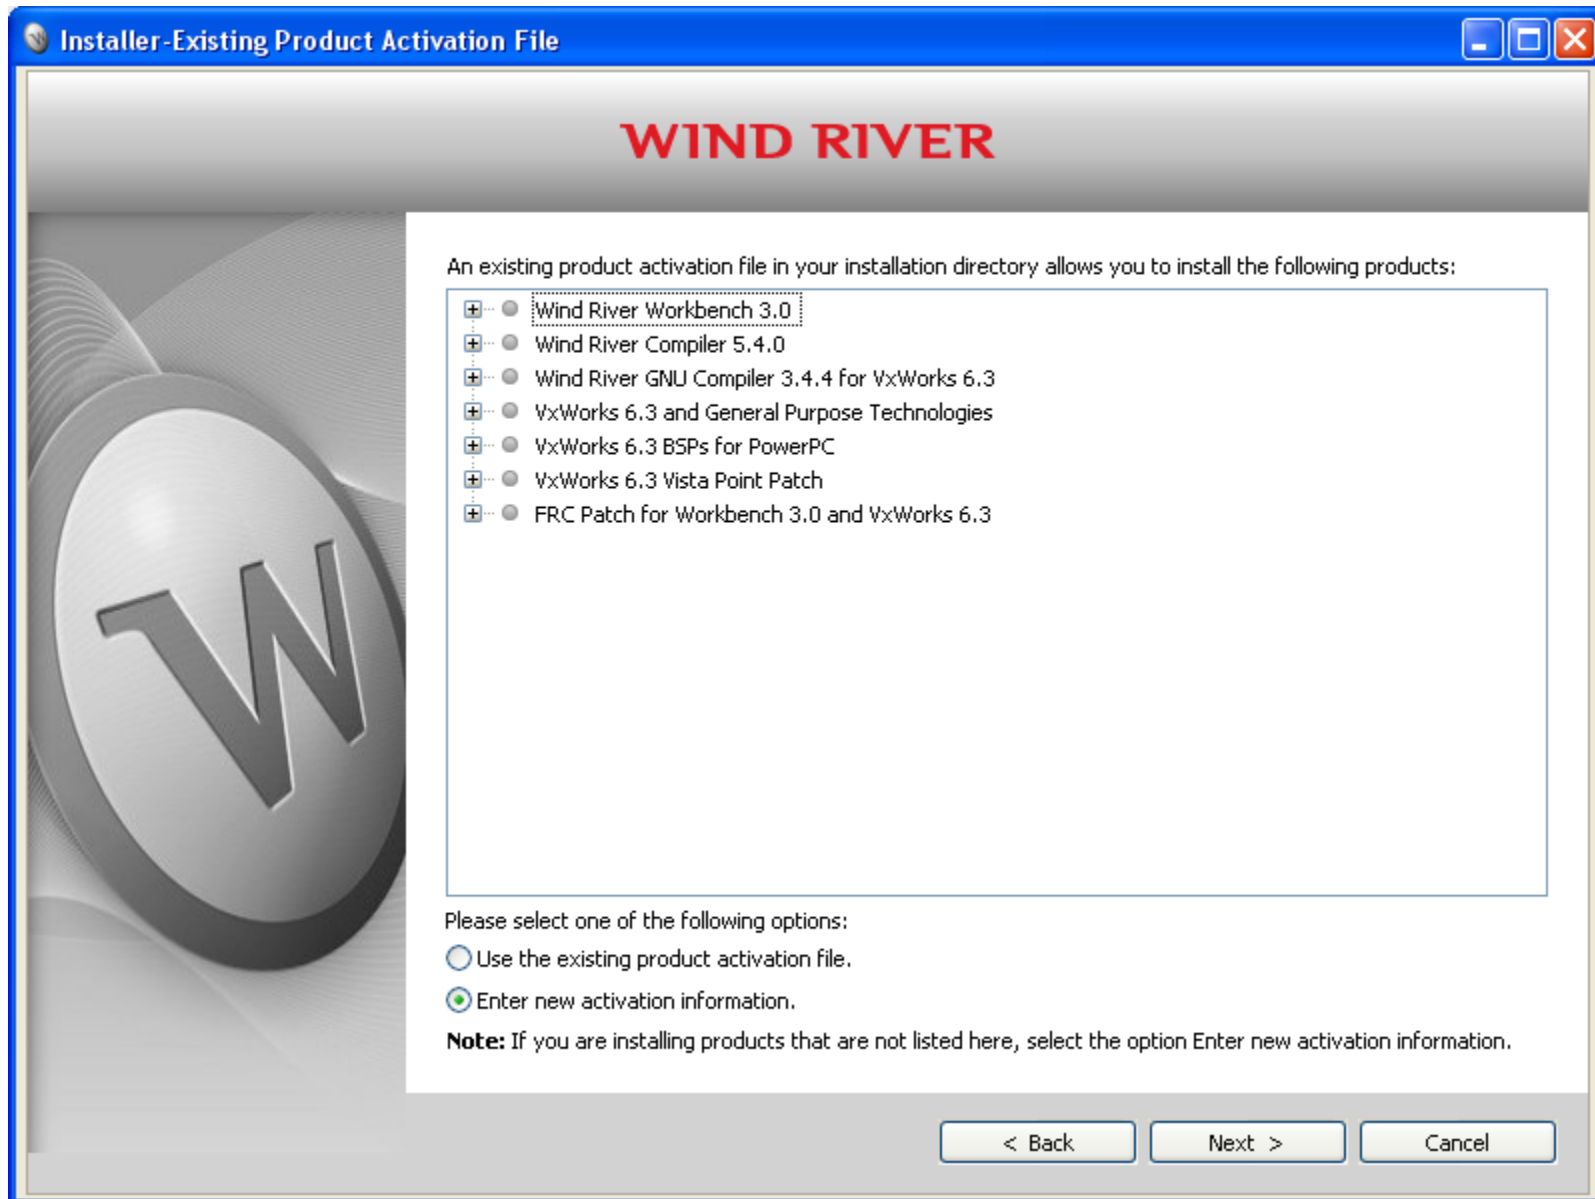 Installer-Existing Product Activation File
WIND RIVER
An existing product activation file in your installation directory allows you to install the following products:
Wind River Workbench 3.0
Wind River Compiler 5.4.0
Wind River GNU Compiler 3.4.4 for VxWorks 6.3
VxWorks 6.3 and General Purpose Technologies
VxWorks 6.3 BSPs for PowerPC
VxWorks 6.3 Vista Point Patch
FRC Patch for Workbench 3.0 and VxWorks 6.3
W
Please select one of the following options:
Use the existing product activation file.
Enter new activation information.
Note: If you are installing products that are not listed here, select the option Enter new activation information.
< Back Next > Cancel